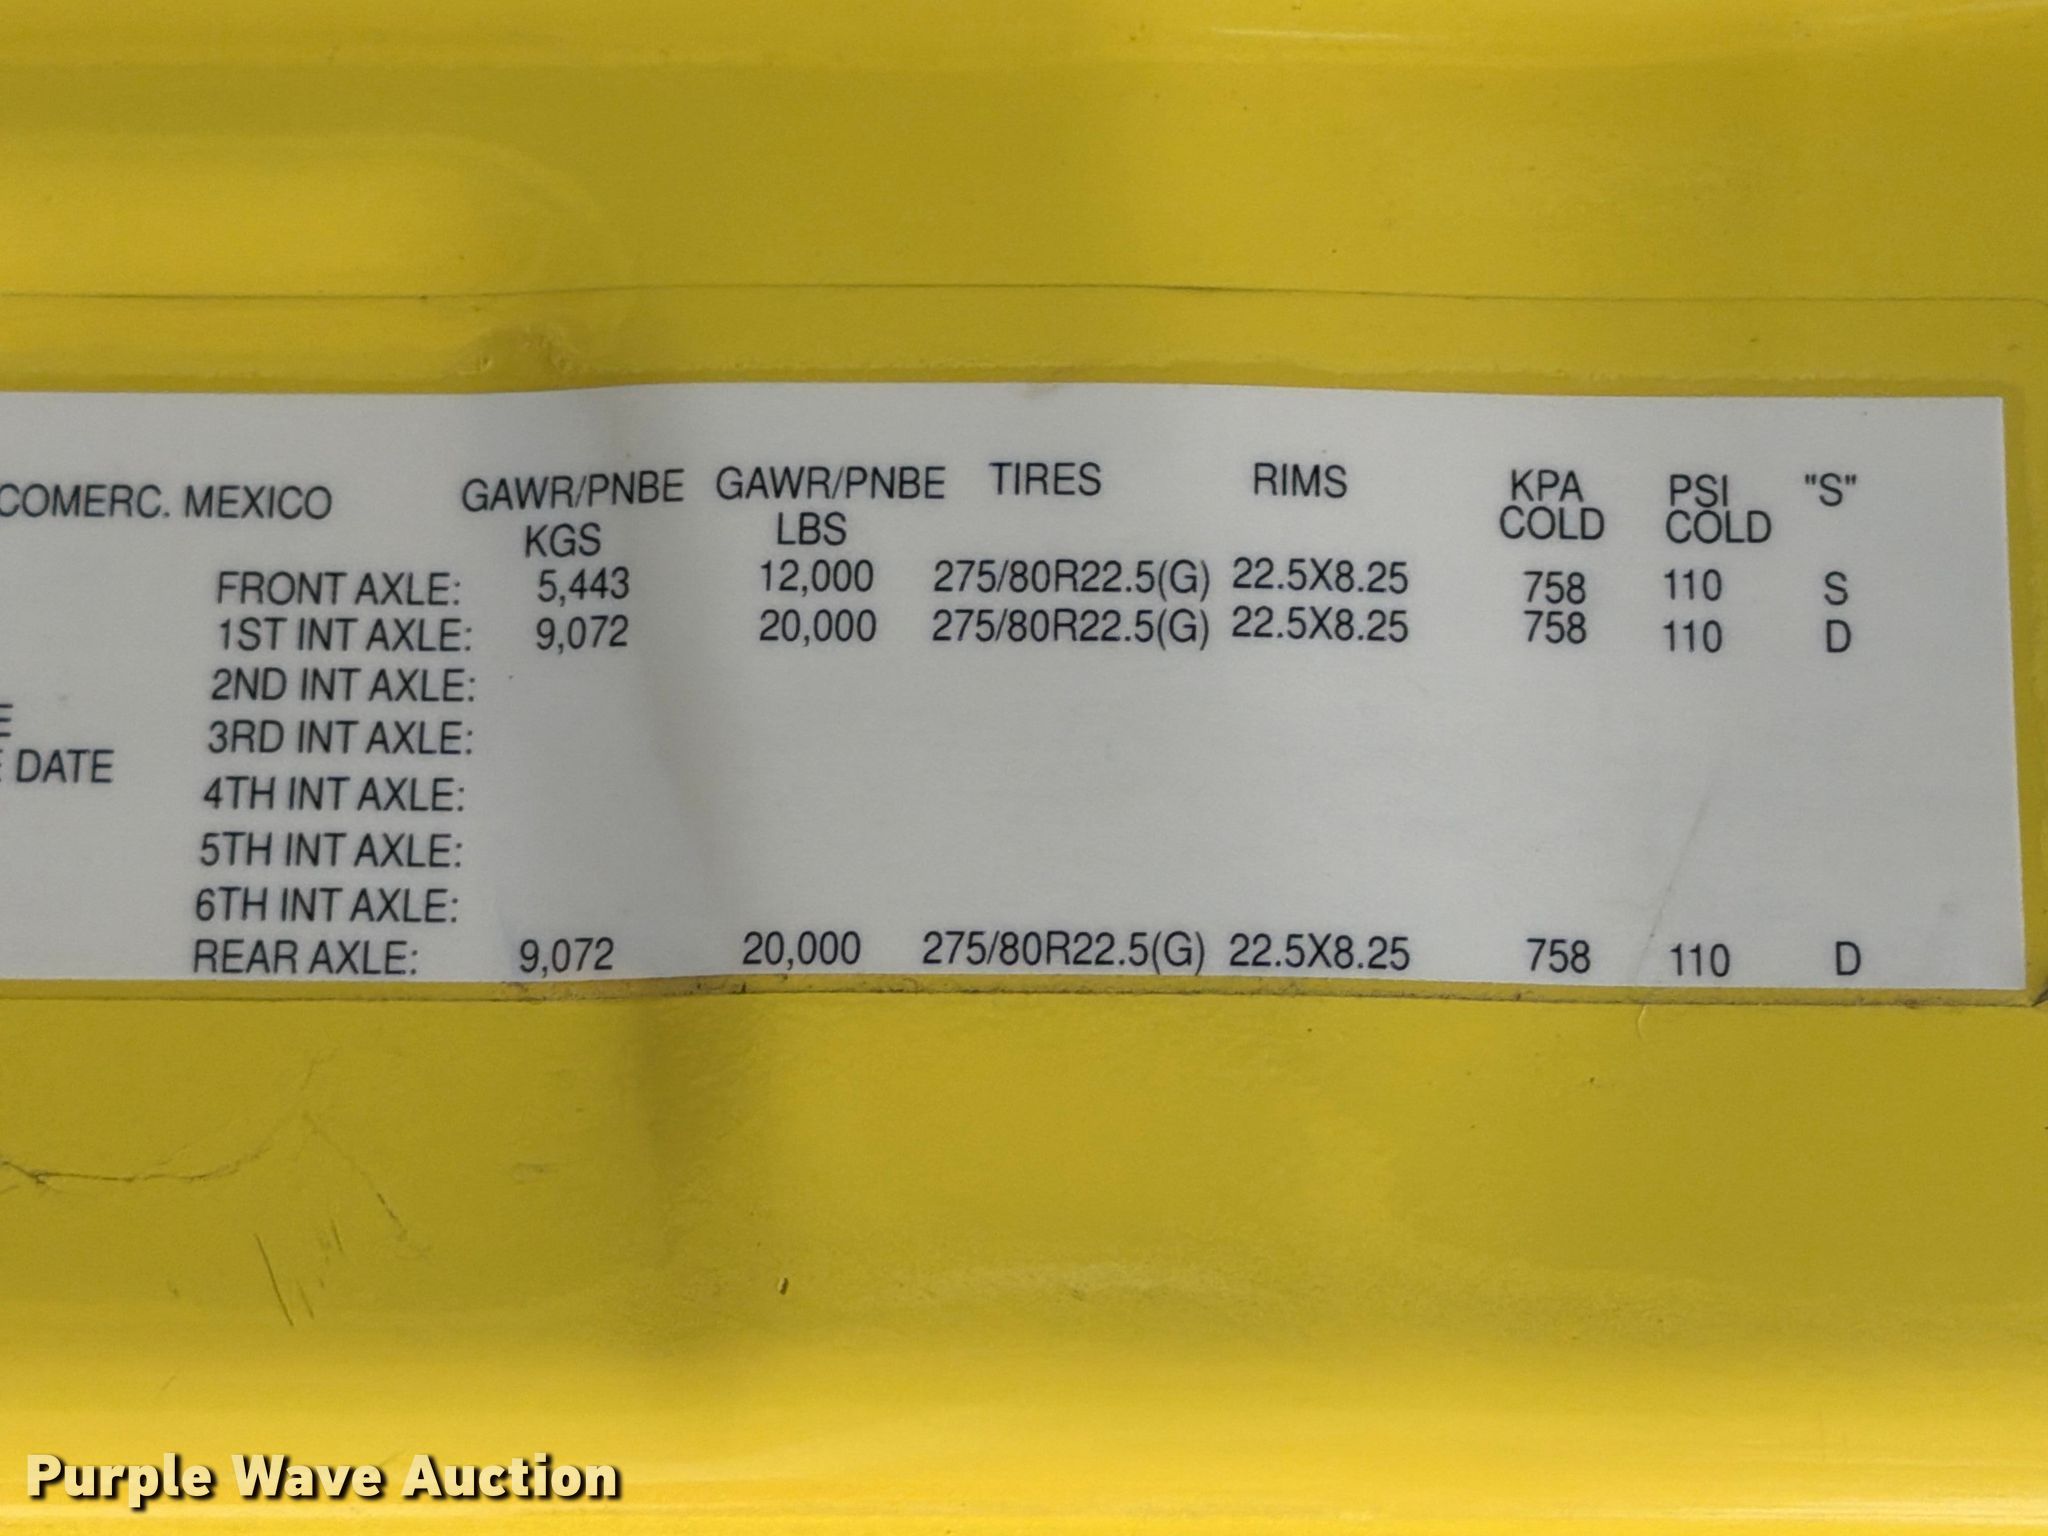 COMERC. MEXICO GAWR/PNBE GAWR/PNBE TIRES RIMS KPA PSI "S"
KGS LBS COLD COLD
FRONT AXLE: 5,443 12,000 275/80R22.5(G) 22.5X8.25 758 110 S
1ST INT AXLE: 9,072 20,000 275/80R22.5(G) 22.5X8.25 758 110 D
2ND INT AXLE:
3RD INT AXLE:
DATE
4TH INT AXLE:
5TH INT AXLE:
6TH INT AXLE:
REAR AXLE: 9,072 20,000 275/80R22.5(G) 22.5X8.25 758 110 D
Purple Wave Auction